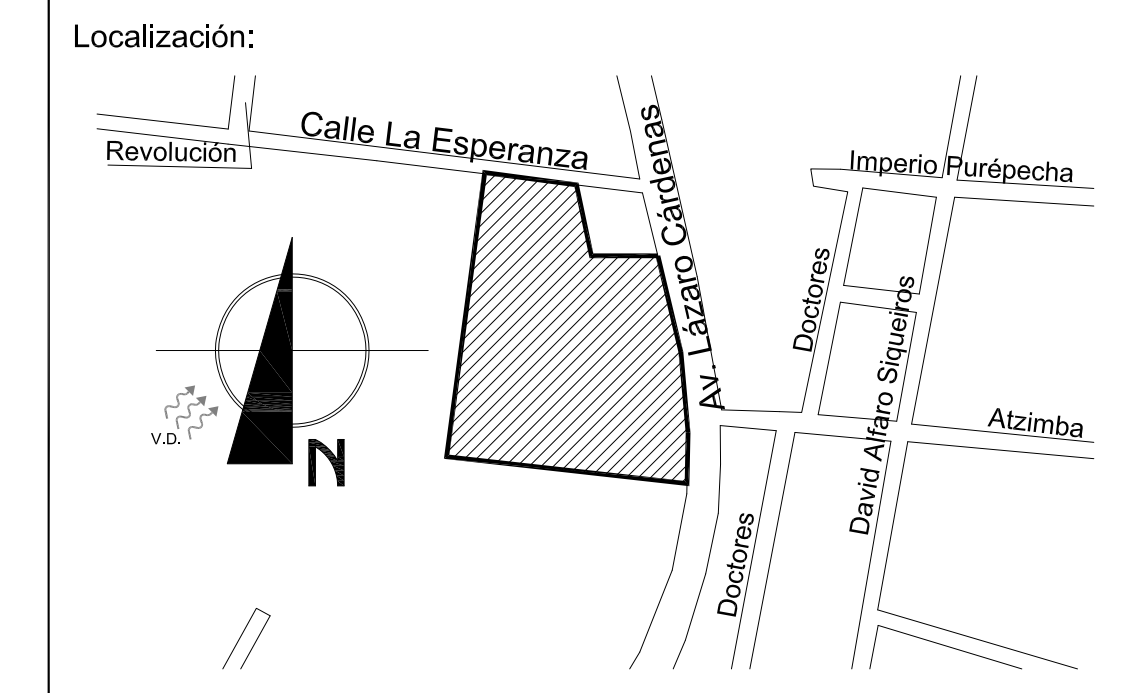 Localización:
Calle La Esperanza
Revolución
Av. Lázaro Cárdenas
Imperio Purépecha
Doctores
David Alfaro Siqueiros
Atzimba
Doctores
V.D.
N